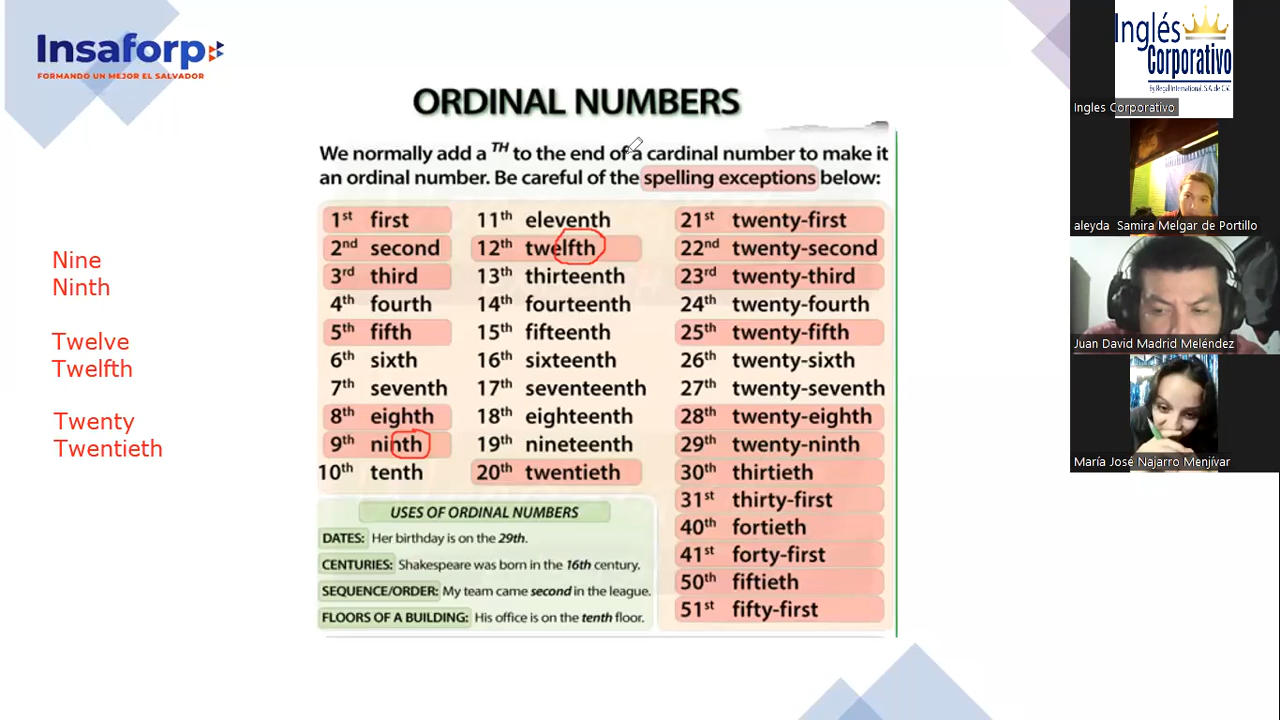 Insaforp
FORMANDO UN MEJOR EL SALVADOR
ORDINAL NUMBERS
We normally add a TH to the end of a cardinal number to make it
an ordinal number. Be careful of the spelling exceptions below:
1st first
2nd second
3rd third
4th fourth
5th fifth
6th sixth
7th seventh
8th eighth
9th ninth
10th tenth
11th eleventh
12th twelfth
13th thirteenth
14th fourteenth
15th fifteenth
16th sixteenth
17th seventeenth
18th eighteenth
19th nineteenth
20th twentieth
21st twenty-first
22nd twenty-second
23rd twenty-third
24th twenty-fourth
25th twenty-fifth
26th twenty-sixth
27th twenty-seventh
28th twenty-eighth
29th twenty-ninth
30th thirtieth
31st thirty-first
40th fortieth
41st forty-first
50th fiftieth
51st fifty-first
USES OF ORDINAL NUMBERS
DATES: Her birthday is on the 29th.
CENTURIES: Shakespeare was born in the 16th century.
SEQUENCE/ORDER: My team came second in the league.
FLOORS OF A BUILDING: His office is on the tenth floor.
Nine
Ninth
Twelve
Twelfth
Twenty
Twentieth
Inglés
Corporativo
By Regal International, S.A de C.V.
Ingles Corporativo
aleyda Samira Melgar de Portillo
Juan David Madrid Meléndez
María José Najarro Menjívar